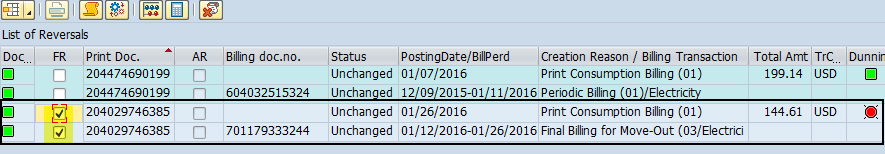 List of Reversals
Doc... FR Print Doc. AR Billing doc.no. Status PostingDate/BillPerd Creation Reason / Billing Transaction Total Amt TrC... Dunnin
204474690199 Unchanged 01/07/2016 Print Consumption Billing (01) 199.14 USD
204474690199 604032515324 Unchanged 12/09/2015-01/11/2016 Periodic Billing (01)/Electricity
204029746385 Unchanged 01/26/2016 Print Consumption Billing (01) 144.61 USD
204029746385 701179333244 Unchanged 01/12/2016-01/26/2016 Final Billing for Move-Out (03/Electrici